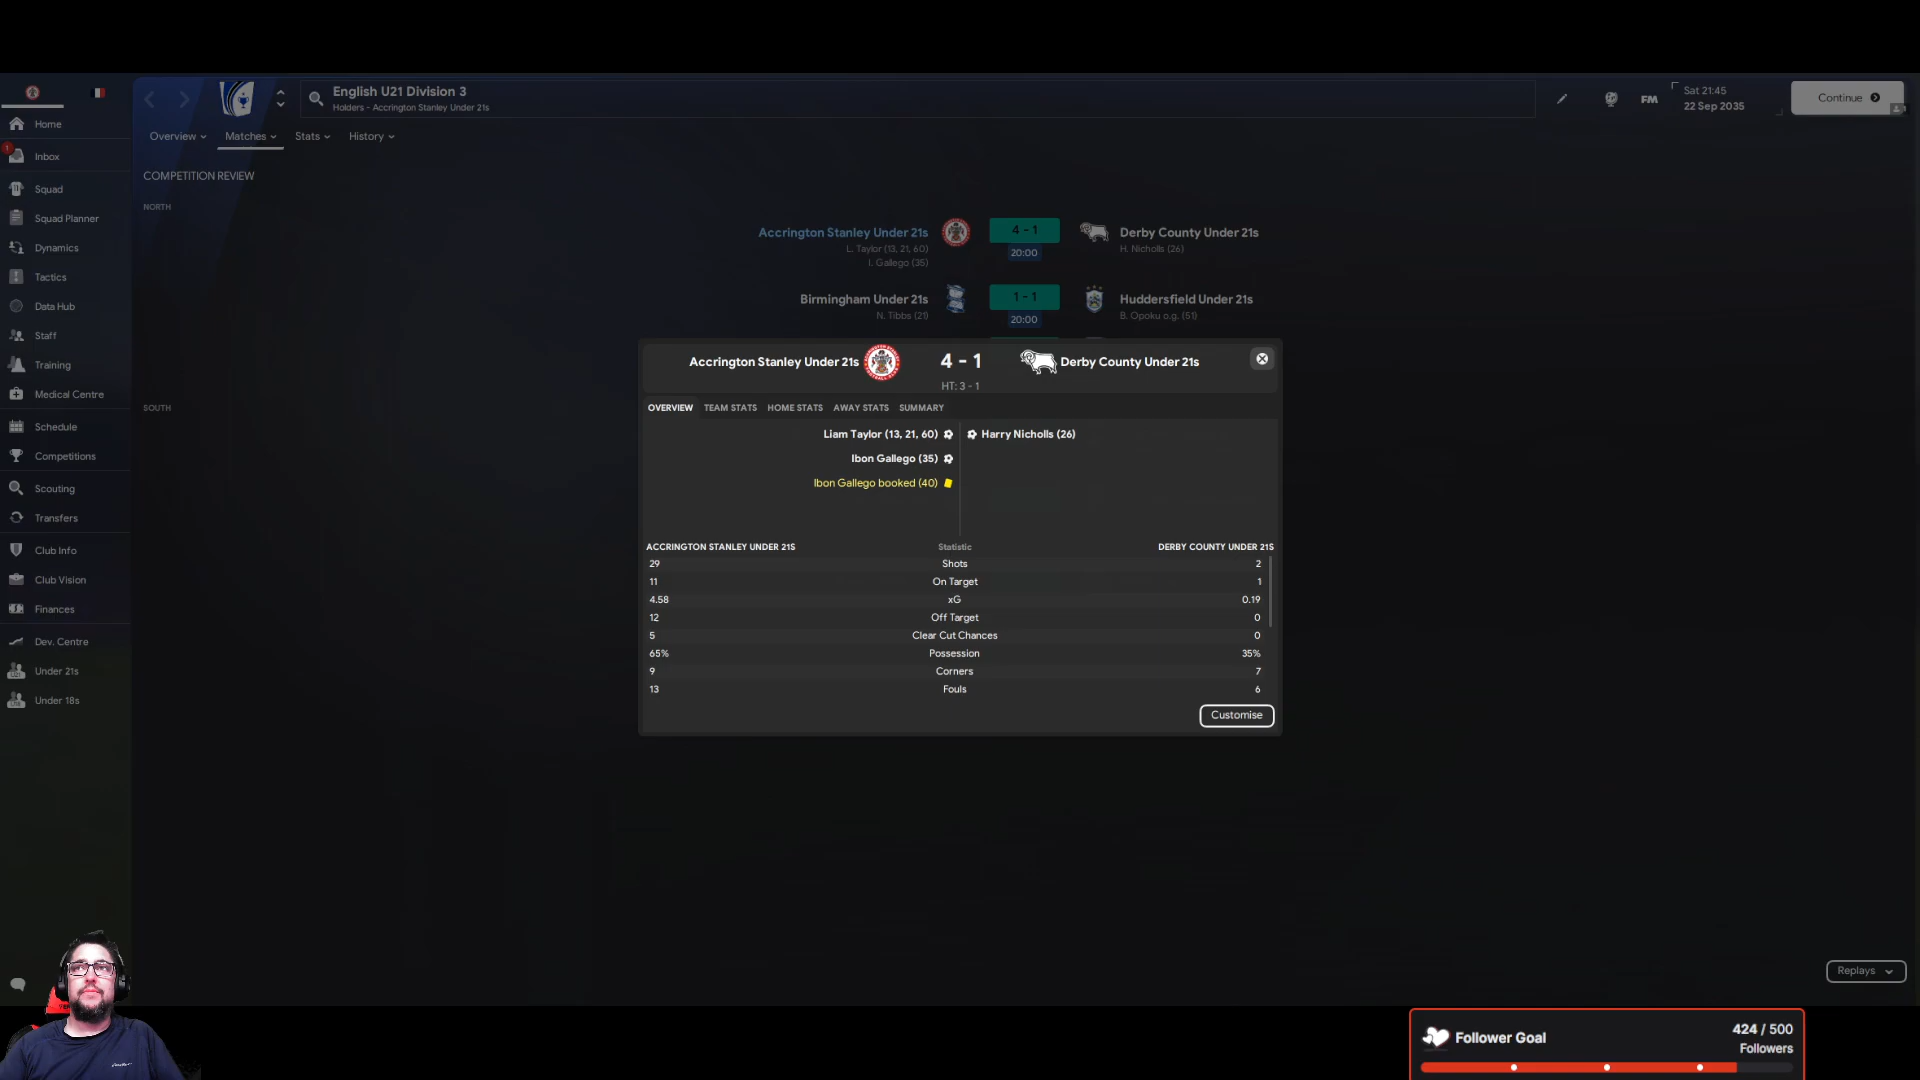 English U21 Division 3
Holders - Accrington Stanley Under 21s
FM
Sat 21:45
22 Sep 2035
Continue
Home
1
Inbox
Squad
Squad Planner
Dynamics
Tactics
Data Hub
Staff
Training
Medical Centre
Schedule
Competitions
Scouting
Transfers
Club Info
Club Vision
Finances
Dev. Centre
Under 21s
Under 18s
Overview
Matches
Stats
History
COMPETITION REVIEW
NORTH
Accrington Stanley Under 21s 4 - 1 Derby County Under 21s
L. Taylor (13, 21, 60) 20:00 H. Nicholls (26)
I. Gallego (35)
Birmingham Under 21s 1 - 1 Huddersfield Under 21s
N. Tibbs (21) 20:00 B. Opoku o.g. (51)
SOUTH
Accrington Stanley Under 21s 4 - 1 Derby County Under 21s
HT: 3 - 1
OVERVIEW TEAM STATS HOME STATS AWAY STATS SUMMARY
Liam Taylor (13, 21, 60) Harry Nicholls (26)
Ibon Gallego (35)
Ibon Gallego booked (40)
ACCRINGTON STANLEY UNDER 21S Statistic DERBY COUNTY UNDER 21S
29 Shots 2
11 On Target 1
4.58 xG 0.19
12 Off Target 0
5 Clear Cut Chances 0
65% Possession 35%
9 Corners 7
13 Fouls 6
Customise
Replays
Follower Goal
424 / 500
Followers